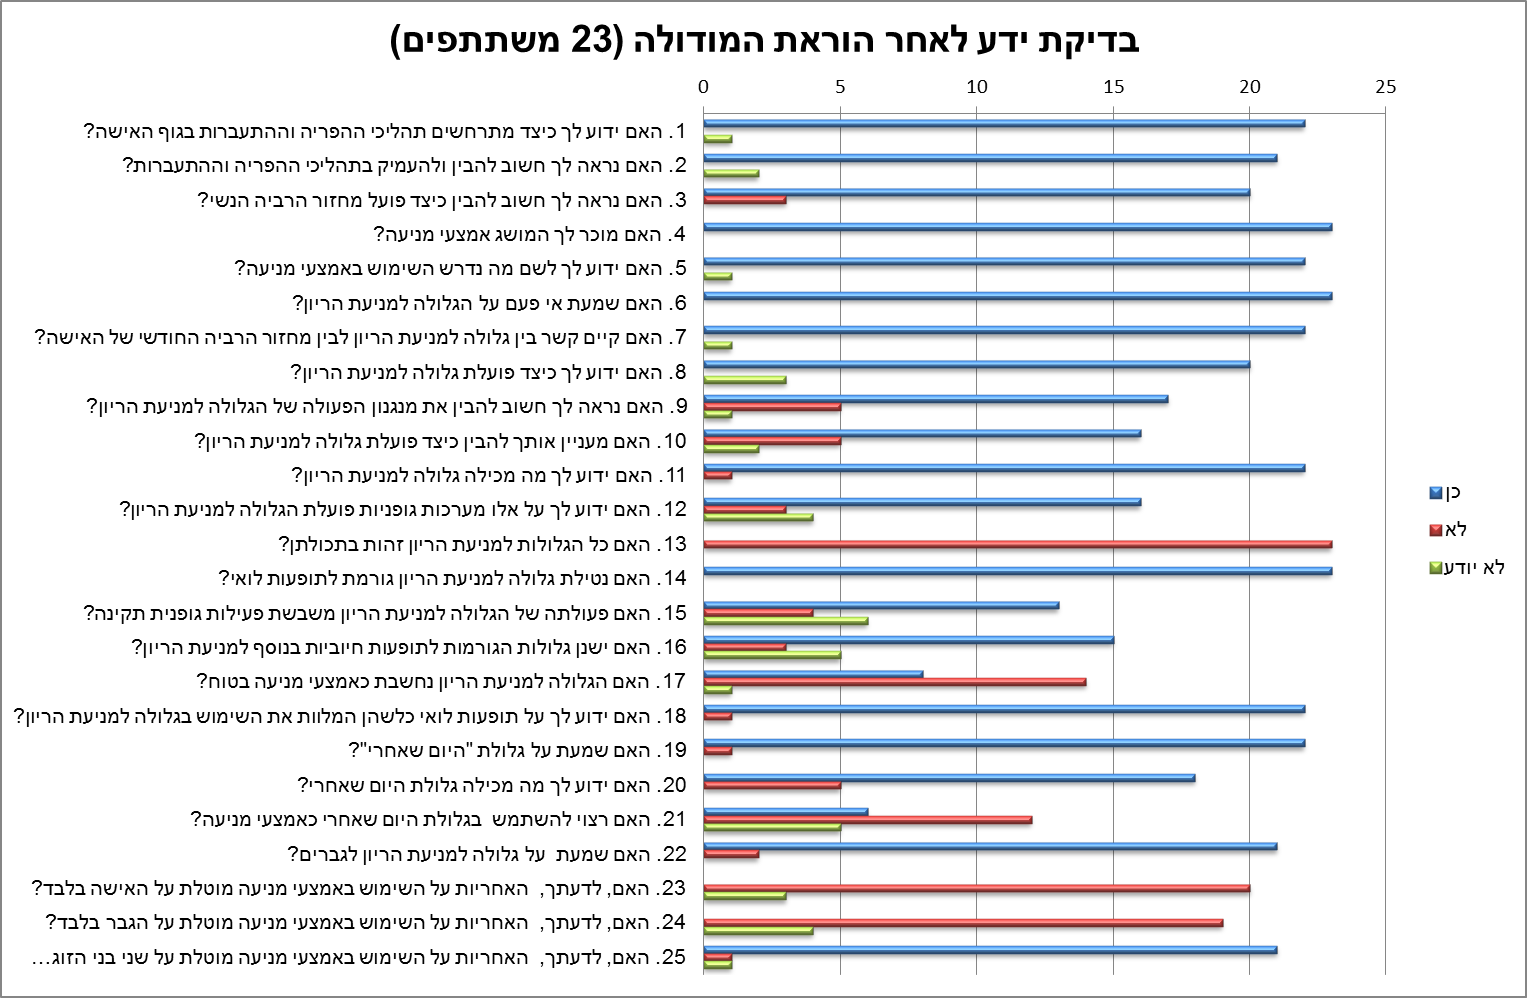 בדיקת ידע לאחר הוראת המודולה (23 משתתפים)
0 5 10 15 20 25
1. האם ידוע לך כיצד מתרחשים תהליכי ההפריה וההתעברות בגוף האישה?
2. האם נראה לך חשוב להבין ולהעמיק בתהליכי ההפריה וההתעברות?
3. האם נראה לך חשוב להבין כיצד פועל מחזור הרביה הנשי?
4. האם מוכר לך המושג אמצעי מניעה?
5. האם ידוע לך לשם מה נדרש השימוש באמצעי מניעה?
6. האם שמעת אי פעם על הגלולה למניעת הריון?
7. האם קיים קשר בין גלולה למניעת הריון לבין מחזור הרביה החודשי של האישה?
8. האם ידוע לך כיצד פועלת גלולה למניעת הריון?
9. האם נראה לך חשוב להבין את מנגנון הפעולה של הגלולה למניעת הריון?
10. האם מעניין אותך להבין כיצד פועלת גלולה למניעת הריון?
11. האם ידוע לך מה מכילה גלולה למניעת הריון?
12. האם ידוע לך על אלו מערכות גופניות פועלת הגלולה למניעת הריון?
13. האם כל הגלולות למניעת הריון זהות בתכולתן?
14. האם נטילת גלולה למניעת הריון גורמת לתופעות לואי?
15. האם פעולתה של הגלולה למניעת הריון משבשת פעילות גופנית תקינה?
16. האם ישנן גלולות הגורמות לתופעות חיוביות בנוסף למניעת הריון?
17. האם הגלולה למניעת הריון נחשבת כאמצעי מניעה בטוח?
18. האם ידוע לך על תופעות לואי כלשהן המלוות את השימוש בגלולה למניעת הריון?
19. האם שמעת על גלולת "היום שאחרי"?
20. האם ידוע לך מה מכילה גלולת היום שאחרי?
21. האם רצוי להשתמש  בגלולת היום שאחרי כאמצעי מניעה?
22. האם שמעת  על גלולה למניעת הריון לגברים?
23. האם, לדעתך,  האחריות על השימוש באמצעי מניעה מוטלת על האישה בלבד?
24. האם, לדעתך,  האחריות על השימוש באמצעי מניעה מוטלת על הגבר בלבד?
25. האם, לדעתך,  האחריות על השימוש באמצעי מניעה מוטלת על שני בני הזוג…
כן
לא
לא יודע